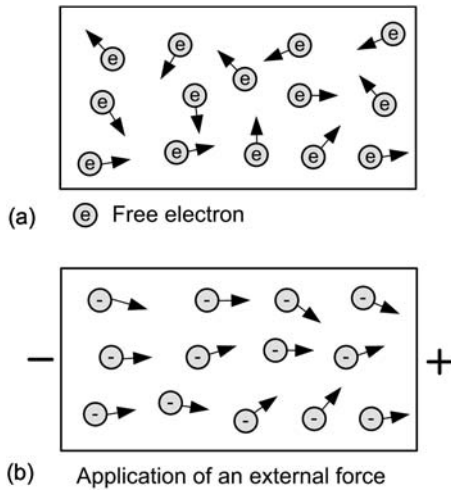 e e e e e
e e e e
e e e e e
(a) e Free electron
- - - -
− - - - - +
- - - - -
(b) Application of an external force